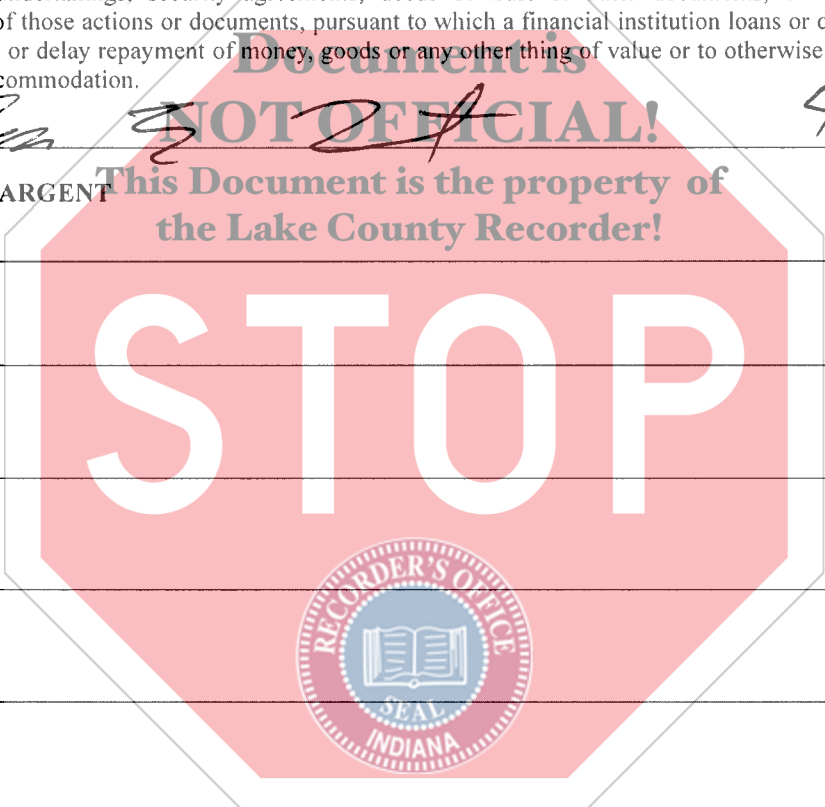 of those actions or documents, pursuant to which a financial institution loans or
or delay repayment of money, goods or any other thing of value or to otherwise
commodation.
Document is
NOT OFFICIAL!
ARGENT
This Document is the property of
the Lake County Recorder!
STOP
RECORDER'S OFFICE
SEAL
INDIANA